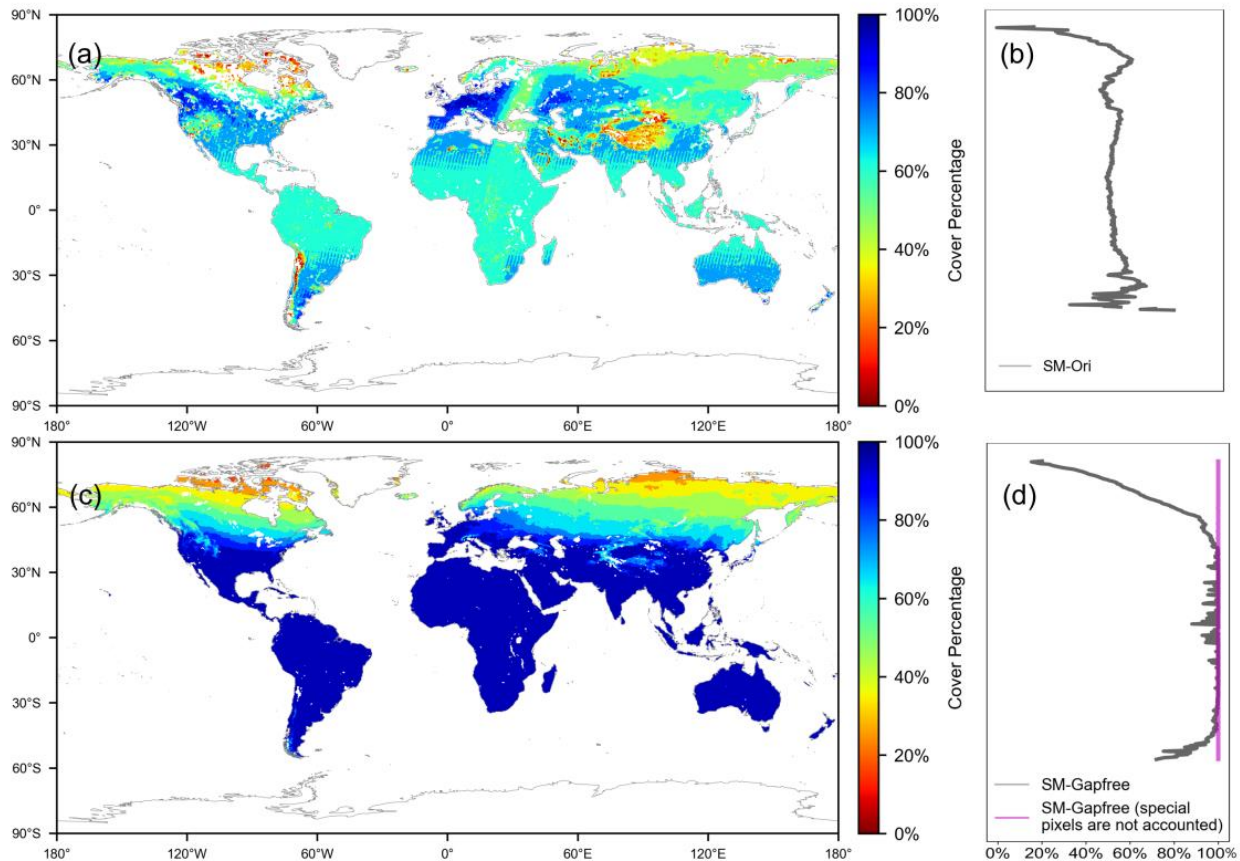 90°N
60°N
30°N
0°
30°S
60°S
90°S
180°
120°W
60°W
0°
60°E
120°E
180°
(a)
100%
80%
60%
40%
20%
0%
Cover Percentage
(b)
SM-Ori
90°N
60°N
30°N
0°
30°S
60°S
90°S
180°
120°W
60°W
0°
60°E
120°E
180°
(c)
100%
80%
60%
40%
20%
0%
Cover Percentage
(d)
SM-Gapfree
SM-Gapfree (special
pixels are not accounted)
0% 20% 40% 60% 80% 100%